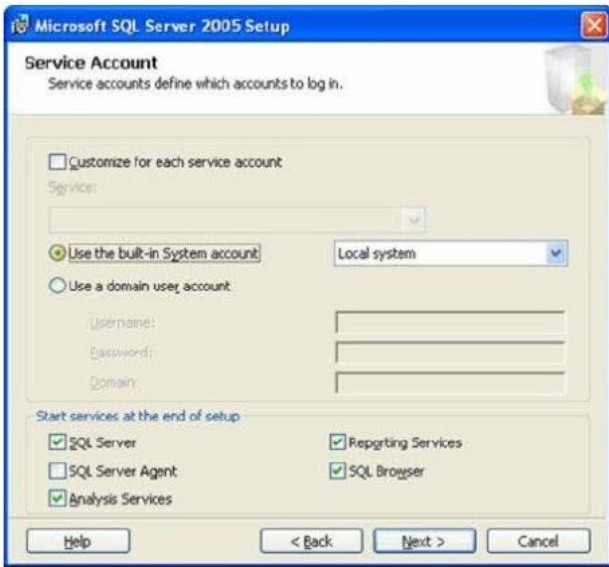 Microsoft SQL Server 2005 Setup
Service Account
Service accounts define which accounts to log in.
Customize for each service account
Service:
Use the built-in System account
Local system
Use a domain user account
Username:
Password:
Domain:
Start services at the end of setup
SQL Server
Reporting Services
SQL Server Agent
SQL Browser
Analysis Services
Help
< Back
Next >
Cancel